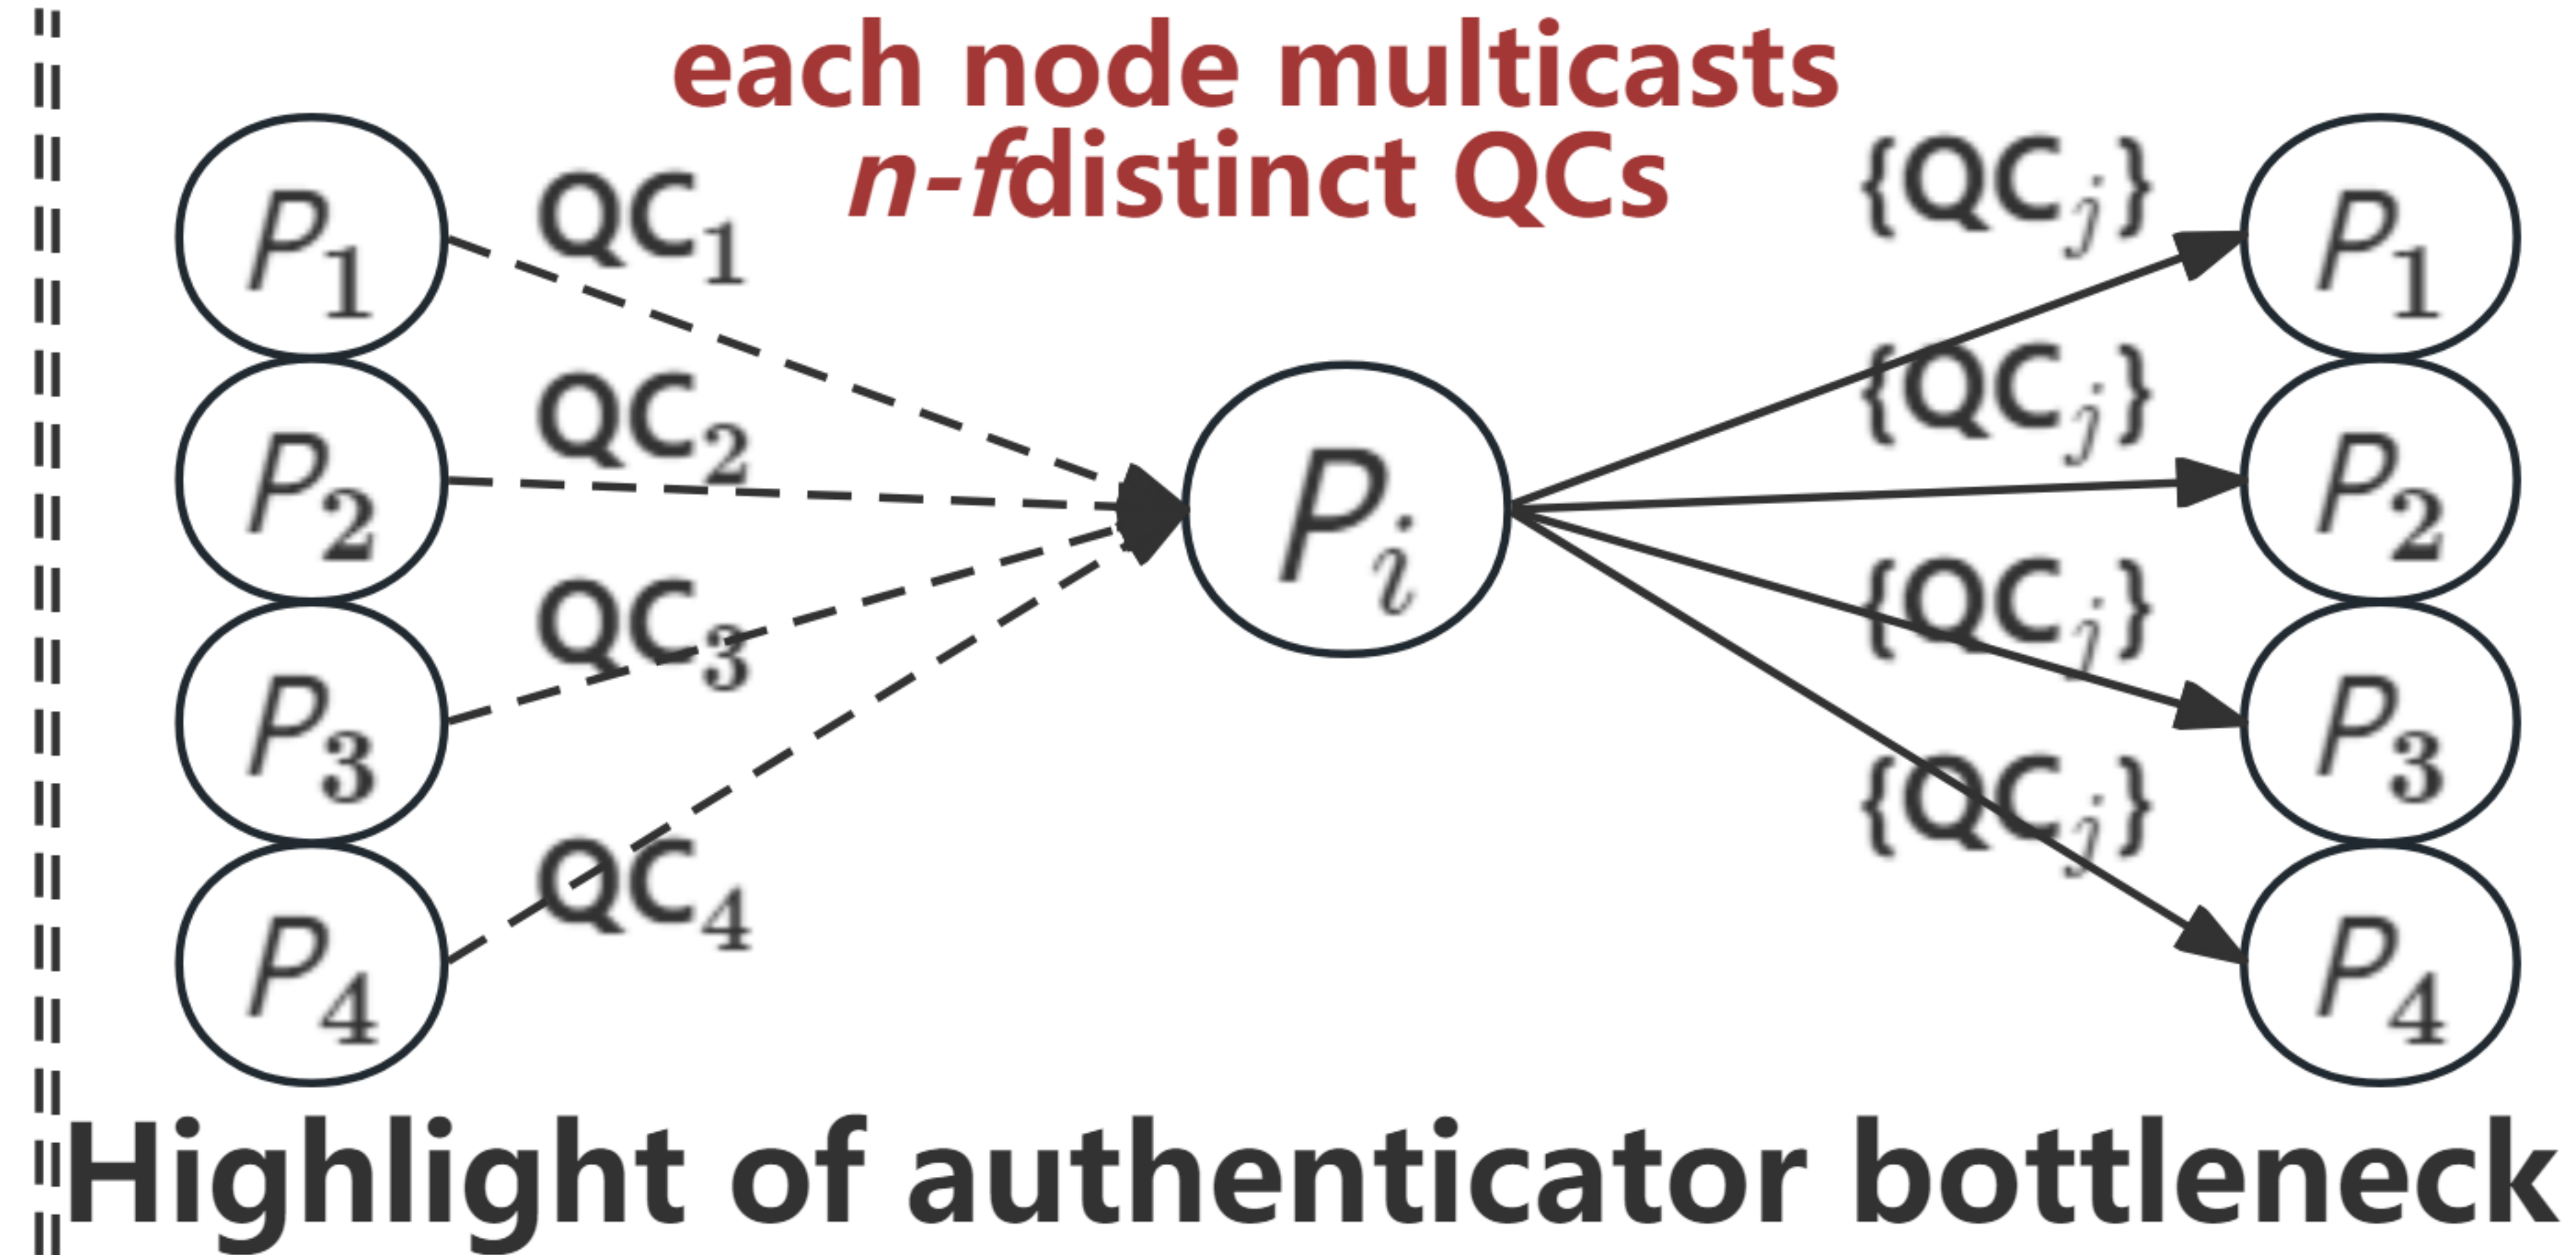 each node multicasts
n-fdistinct QCs
P1
QC1
{QCj}
P1
P2
QC2
{QCj}
P2
Pi
P3
QC3
{QCj}
P3
P4
QC4
{QCj}
P4
Highlight of authenticator bottleneck